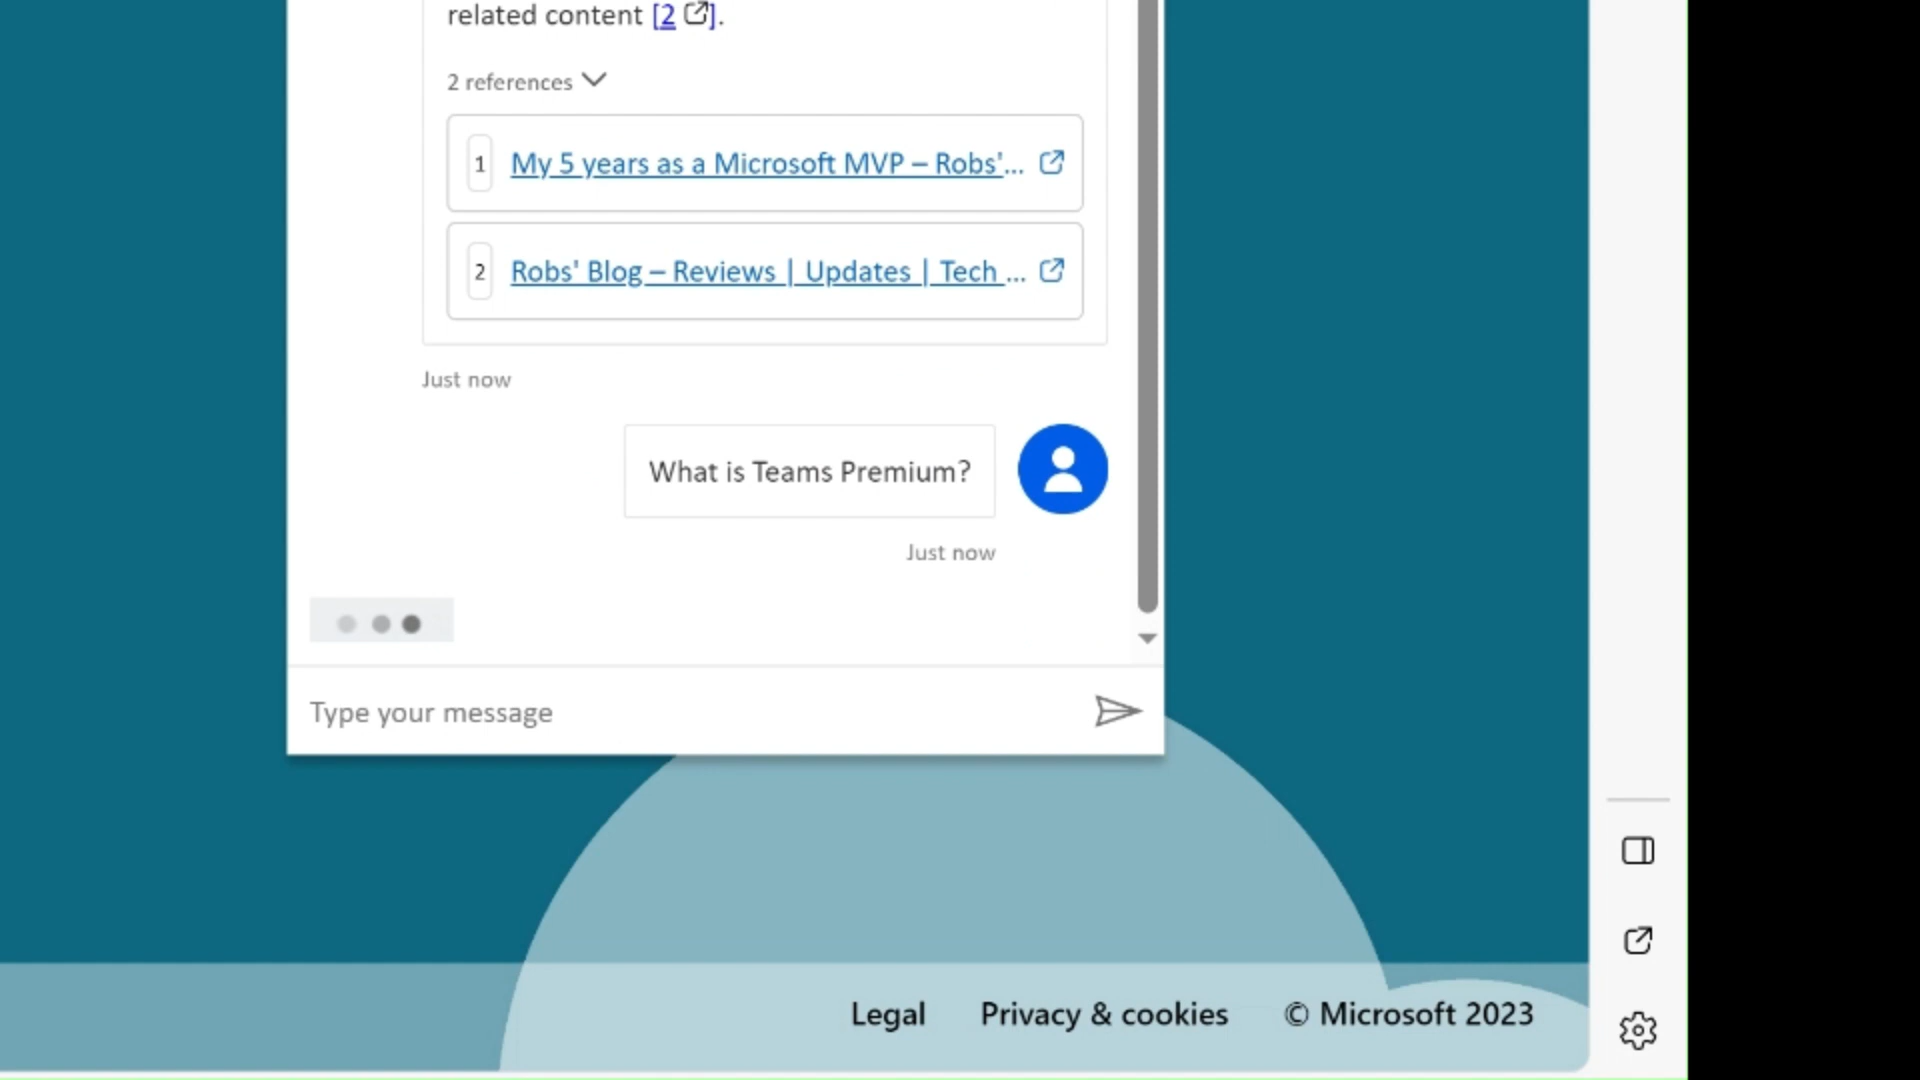 related content [2].
2 references
1 My 5 years as a Microsoft MVP – Robs'...
2 Robs' Blog – Reviews | Updates | Tech ...
Just now
What is Teams Premium?
Just now
Type your message
Legal Privacy & cookies © Microsoft 2023